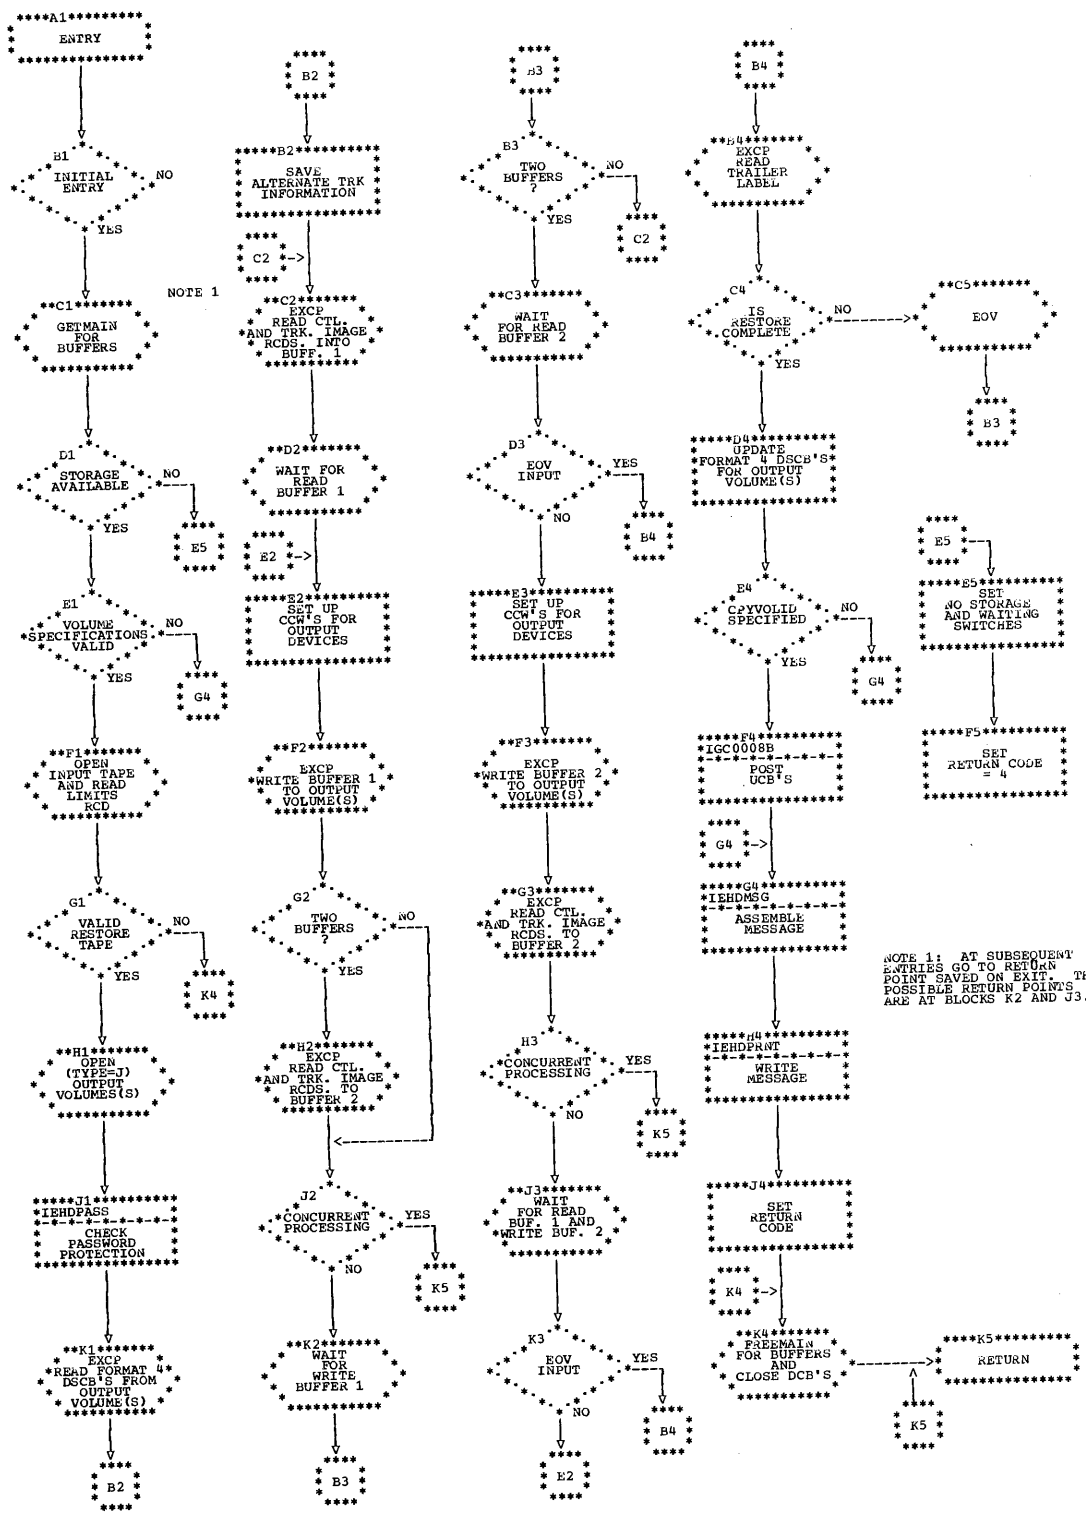 A1
ENTRY
B1
INITIAL
ENTRY
NO
YES
NOTE 1
C1
GETMAIN
FOR
BUFFERS
D1
STORAGE
AVAILABLE
NO
YES
E5
E1
VOLUME
SPECIFICATIONS
VALID
NO
YES
G4
F1
OPEN
INPUT TAPE
AND READ
LIMITS
RCD
G1
VALID
RESTORE
TAPE
NO
YES
K4
H1
OPEN
(TYPE=J)
OUTPUT
VOLUMES(S)
J1
IEHDPASS
CHECK
PASSWORD
PROTECTION
K1
EXCP
READ FORMAT 4
DSCB'S FROM
OUTPUT
VOLUME(S)
B2
B2
B2
SAVE
ALTERNATE TRK
INFORMATION
C2
C2
EXCP
READ CTL.
AND TRK. IMAGE
RCDS. INTO
BUFF. 1
D2
WAIT FOR
READ
BUFFER 1
E2
E2
SET UP
CCW'S FOR
OUTPUT
DEVICES
F2
EXCP
WRITE BUFFER 1
TO OUTPUT
VOLUME(S)
G2
TWO
BUFFERS
?
NO
YES
H2
EXCP
READ CTL.
AND TRK. IMAGE
RCDS. TO
BUFFER 2
J2
CONCURRENT
PROCESSING
YES
NO
K5
K2
WAIT
FOR
WRITE
BUFFER 1
B3
B3
B3
TWO
BUFFERS
?
NO
YES
C2
C3
WAIT
FOR READ
BUFFER 2
D3
EOV
INPUT
YES
NO
B4
E3
SET UP
CCW'S FOR
OUTPUT
DEVICES
F3
EXCP
WRITE BUFFER 2
TO OUTPUT
VOLUME(S)
G3
EXCP
READ CTL.
AND TRK. IMAGE
RCDS. TO
BUFFER 2
H3
CONCURRENT
PROCESSING
YES
NO
K5
J3
WAIT
FOR READ
BUF. 1 AND
WRITE BUF. 2
K3
EOV
INPUT
YES
NO
B4
E2
B4
B4
EXCP
READ
TRAILER
LABEL
C4
IS
RESTORE
COMPLETE
NO
YES
C5
EOV
B3
D4
UPDATE
FORMAT 4 DSCB'S
FOR OUTPUT
VOLUME(S)
E4
CPYVOLID
SPECIFIED
NO
YES
G4
F4
IGC0008B
POST
UCB'S
G4
G4
IEHDMSG
ASSEMBLE
MESSAGE
H4
IEHDPRNT
WRITE
MESSAGE
J4
SET
RETURN
CODE
K4
K4
FREEMAIN
FOR BUFFERS
AND
CLOSE DCB'S
E5
E5
SET
NO STORAGE
AND WAITING
SWITCHES
F5
SET
RETURN CODE
= 4
NOTE 1: AT SUBSEQUENT
ENTRIES GO TO RETURN
POINT SAVED ON EXIT. TH
POSSIBLE RETURN POINTS
ARE AT BLOCKS K2 AND J3.
K5
RETURN
K5